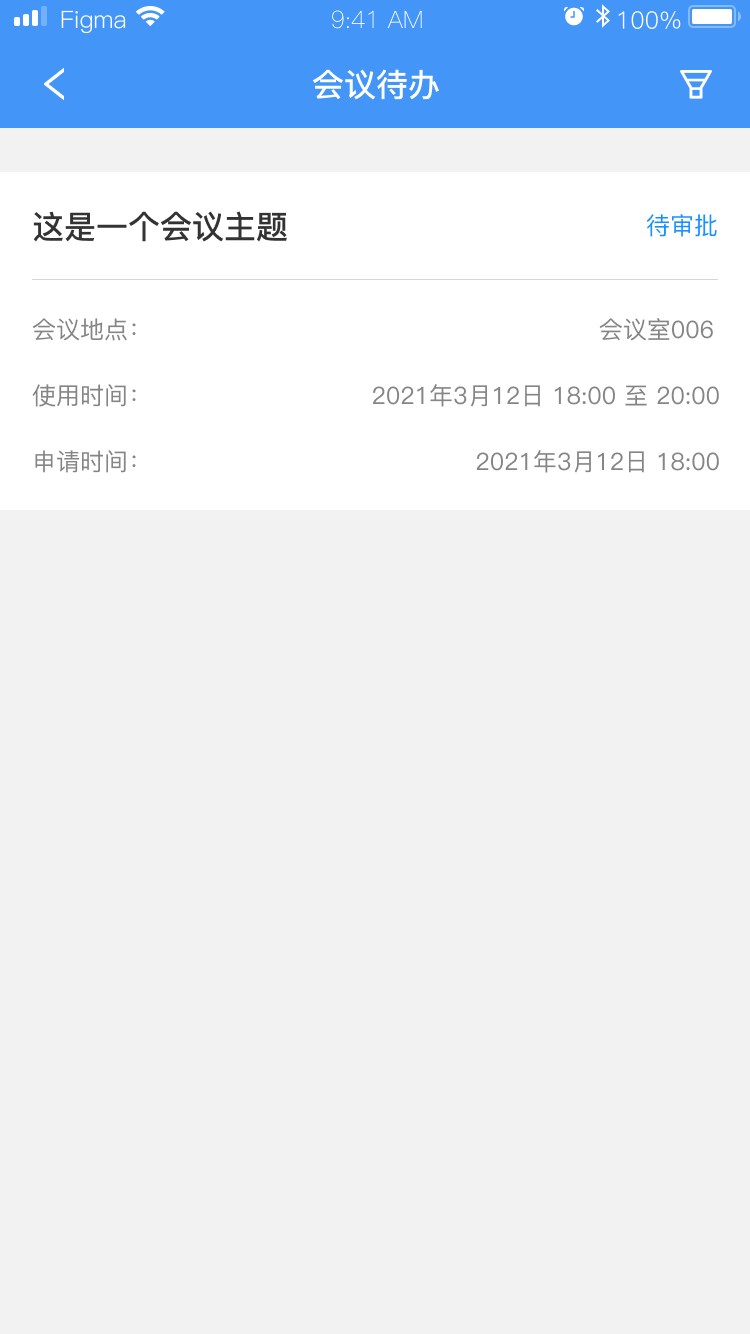 Figma 9:41 AM 100%
会议待办
这是一个会议主题 待审批
会议地点: 会议室006
使用时间: 2021年3月12日 18:00 至 20:00
申请时间: 2021年3月12日 18:00